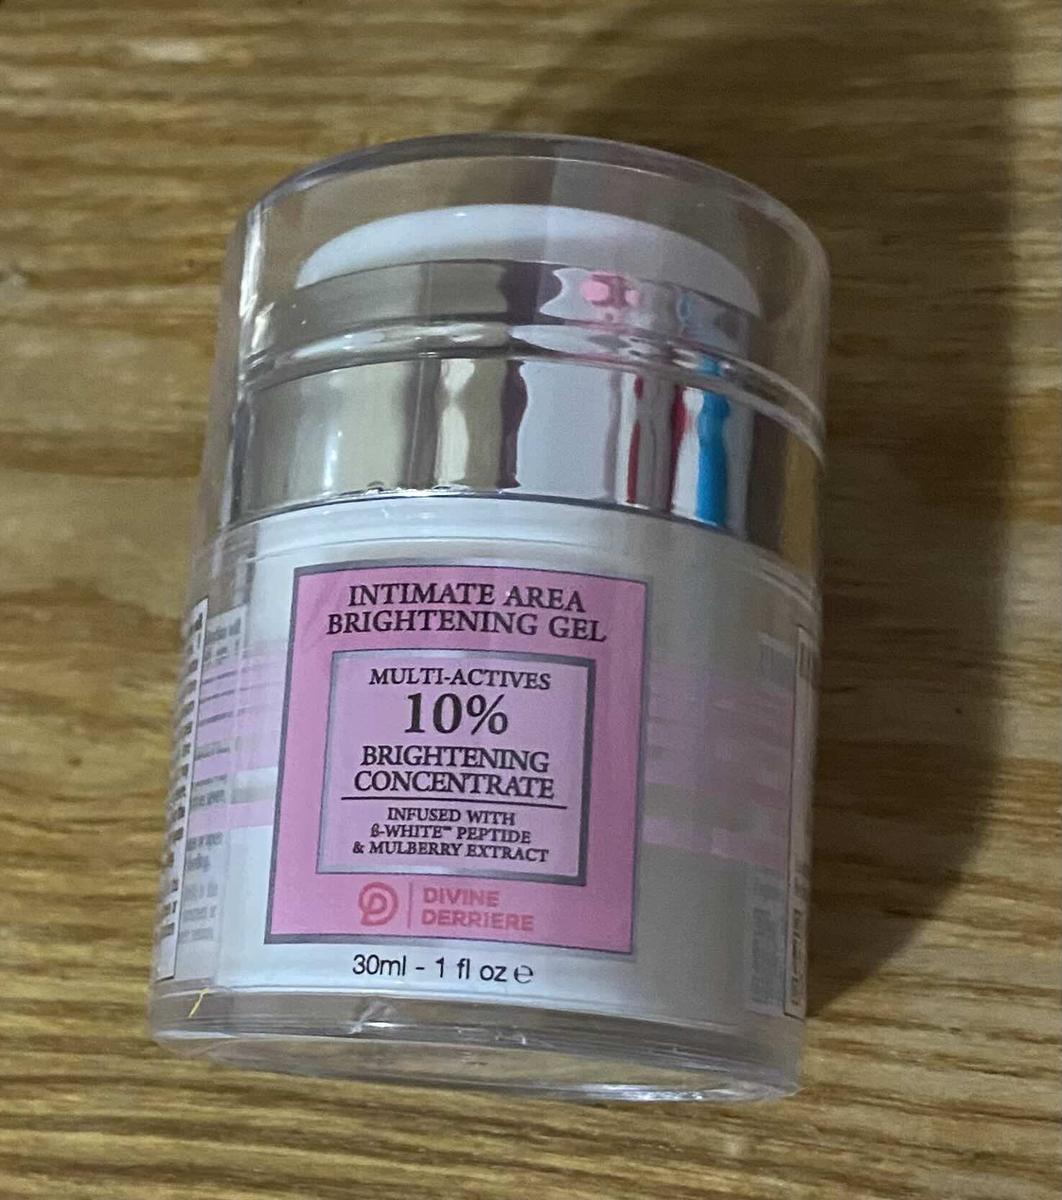 INTIMATE AREA
BRIGHTENING GEL
MULTI-ACTIVES
10%
BRIGHTENING
CONCENTRATE
INFUSED WITH
ß-WHITE™ PEPTIDE
& MULBERRY EXTRACT
DIVINE
DERRIERE
30ml - 1 fl oz ℮